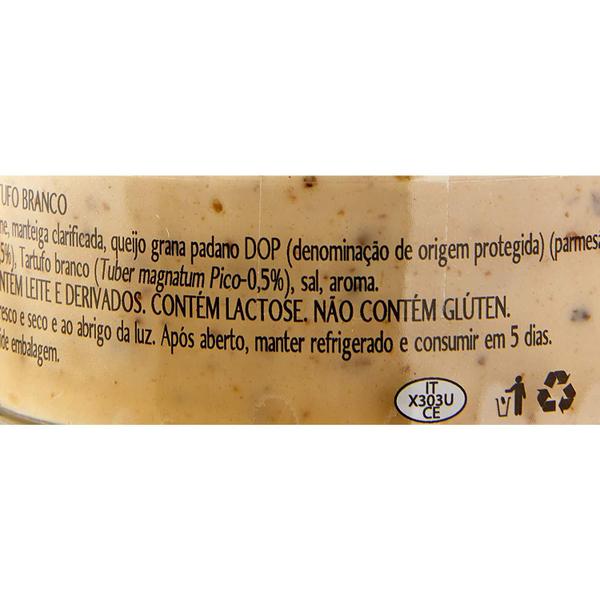 TUFO BRANCO
ne, manteiga clarificada, queijo grana padano DOP (denominação de origem protegida) (parmesa
,5%), Tartufo branco (Tuber magnatum Pico-0,5%), sal, aroma.
NTÉM LEITE E DERIVADOS. CONTÉM LACTOSE. NÃO CONTÉM GLÚTEN.
resco e seco e ao abrigo da luz. Após aberto, manter refrigerado e consumir em 5 dias.
de embalagem.
IT
X303U
CE